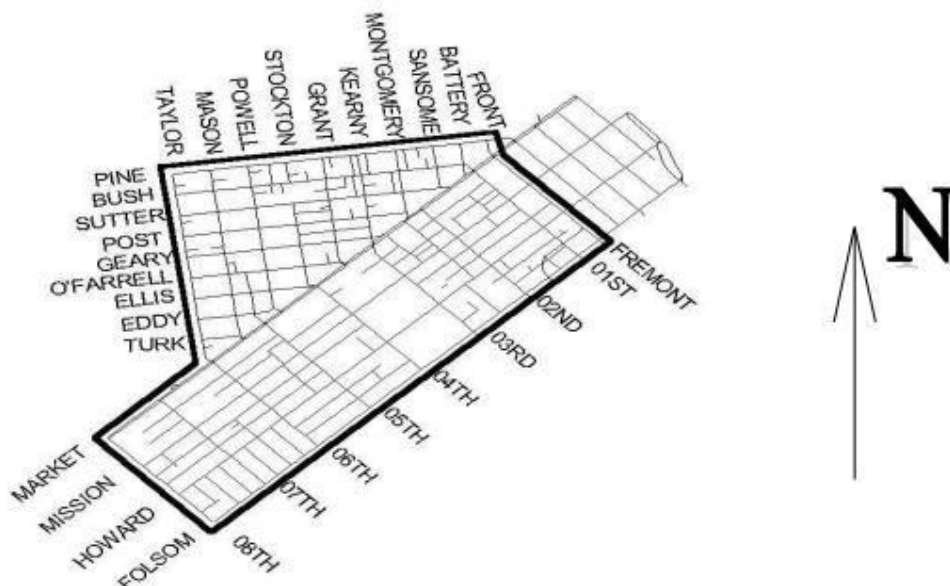 TAYLOR
MASON
POWELL
STOCKTON
GRANT
KEARNY
MONTGOMERY
SANSOME
BATTERY
FRONT
PINE
BUSH
SUTTER
POST
GEARY
O'FARRELL
ELLIS
EDDY
TURK
N
FREMONT
01ST
02ND
03RD
04TH
05TH
06TH
07TH
08TH
MARKET
MISSION
HOWARD
FOLSOM